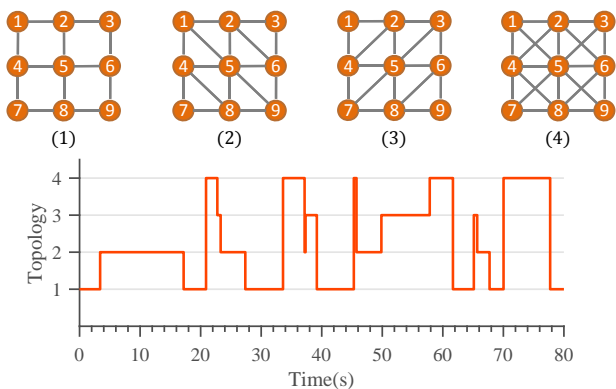 1 2 3 1 2 3 1 2 3 1 2 3
4 5 6 4 5 6 4 5 6 4 5 6
7 8 9 7 8 9 7 8 9 7 8 9
(1) (2) (3) (4)
4
3
2
1
Topology
0 10 20 30 40 50 60 70 80
Time(s)